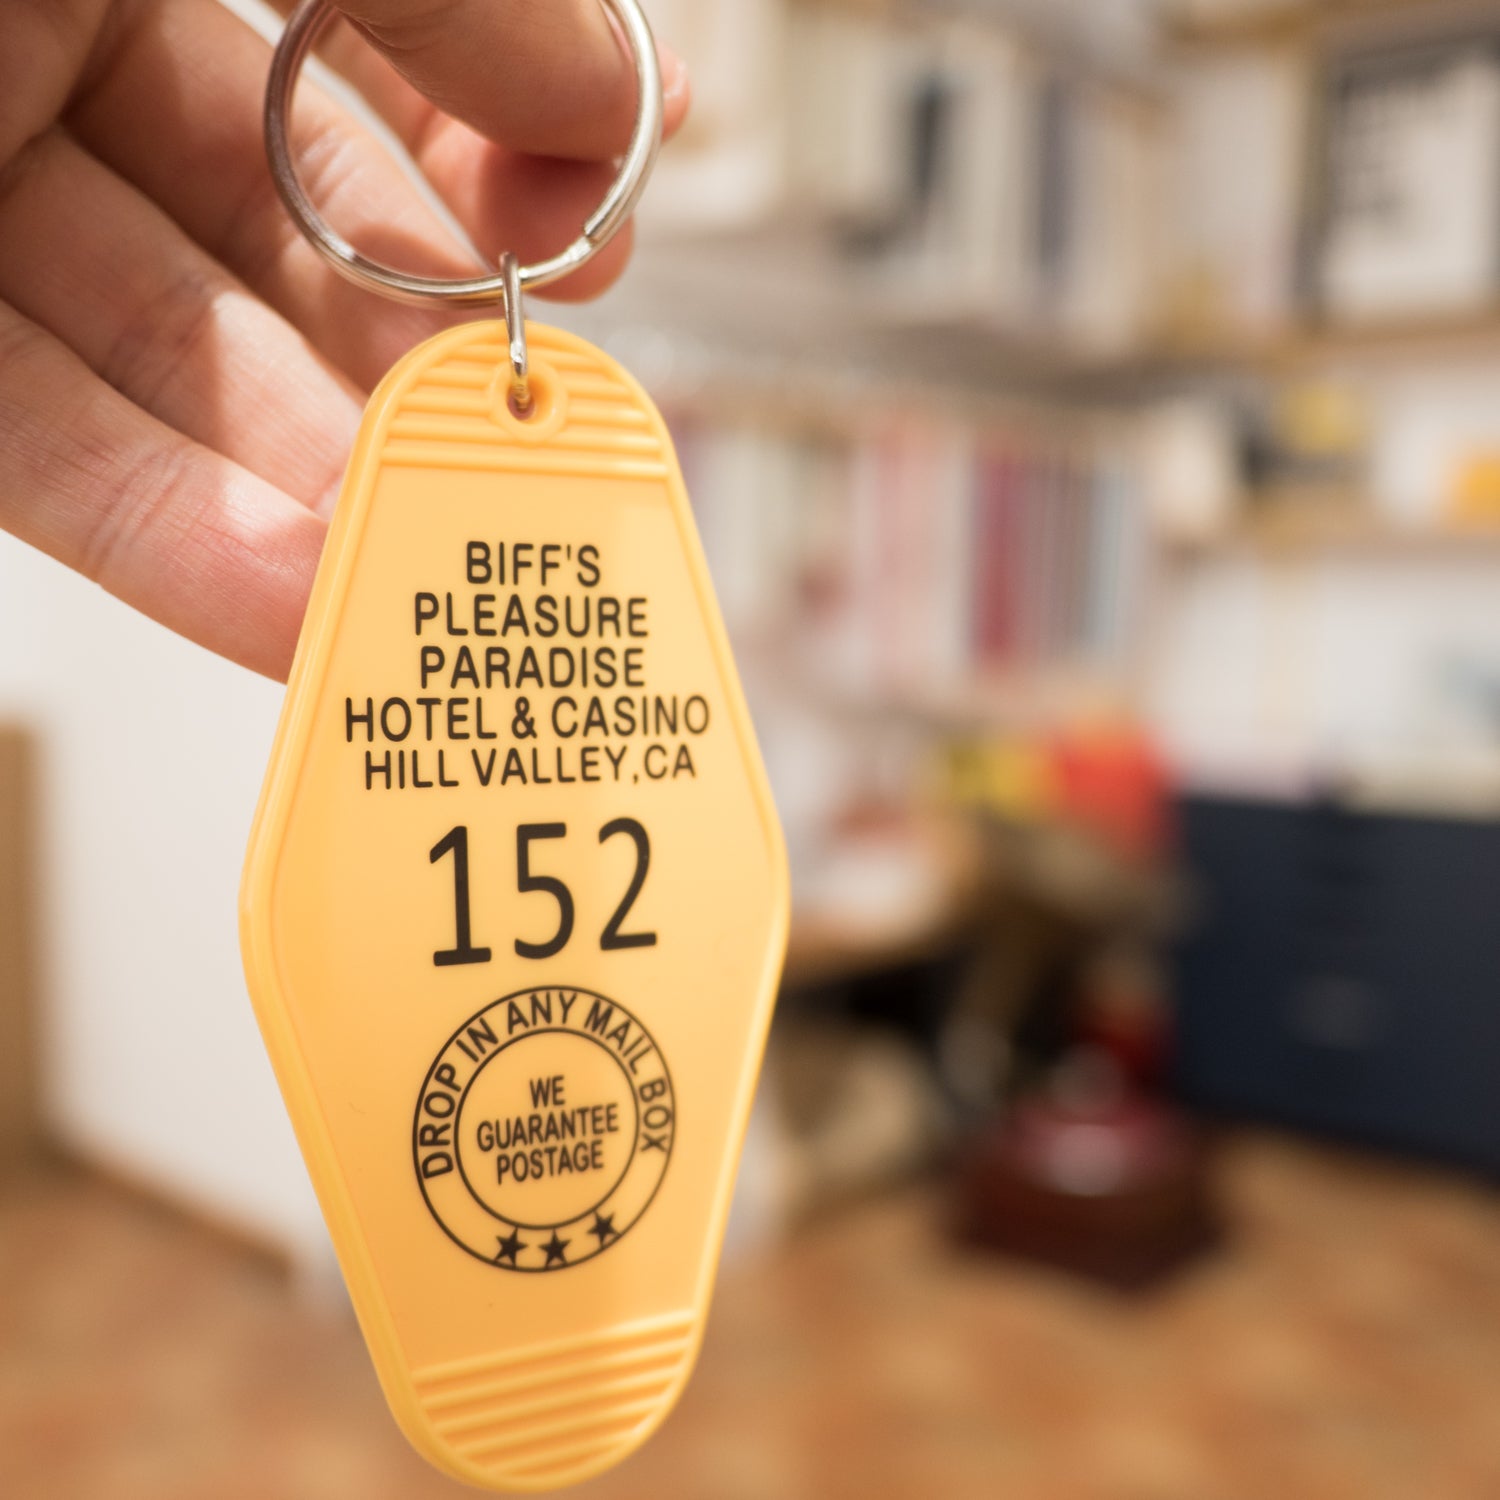 BIFF'S
PLEASURE
PARADISE
HOTEL & CASINO
HILL VALLEY,CA
152
DROP IN ANY MAIL BOX
WE
GUARANTEE
POSTAGE